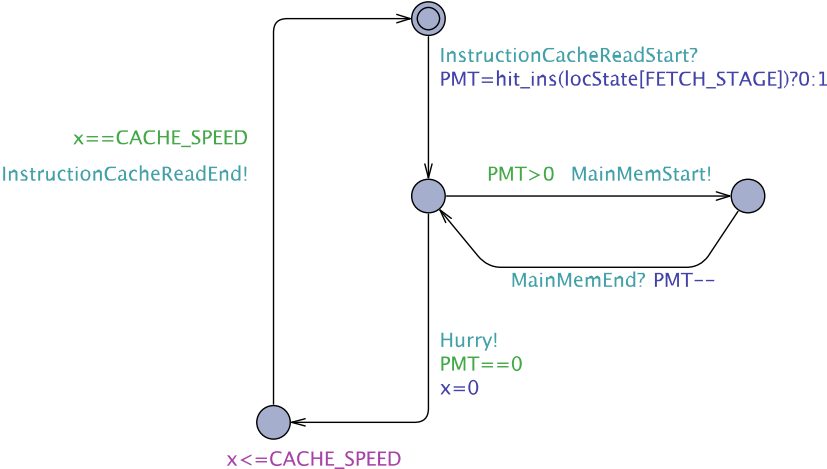 InstructionCacheReadStart?
PMT=hit_ins(locState[FETCH_STAGE])?0:1
x==CACHE_SPEED
InstructionCacheReadEnd!
PMT>0 MainMemStart!
MainMemEnd? PMT--
Hurry!
PMT==0
x=0
x<=CACHE_SPEED